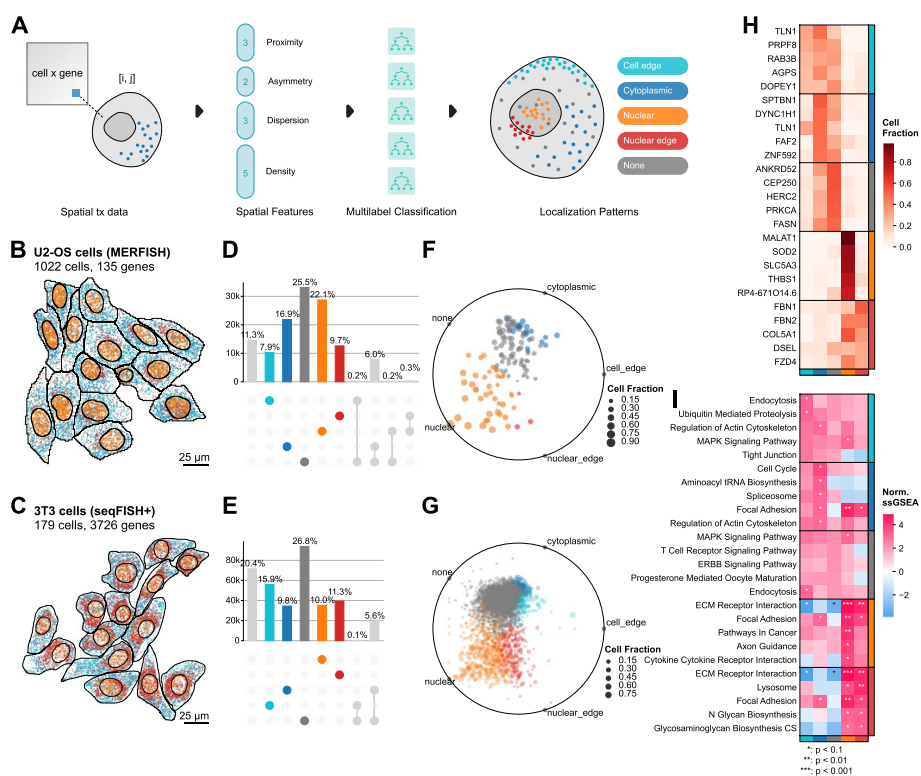 A
cell x gene
[i, j]
Spatial tx data
3
Proximity
2
Asymmetry
3
Dispersion
5
Density
Spatial Features
Multilabel Classification
Cell edge
Cytoplasmic
Nuclear
Nuclear edge
None
Localization Patterns
B
U2-OS cells (MERFISH)
1022 cells, 135 genes
25 µm
C
3T3 cells (seqFISH+)
179 cells, 3726 genes
25 µm
D
30k
20k
10k
0
11.3%
7.9%
16.9%
25.5%
22.1%
9.7%
0.2%
6.0%
0.2%
0.3%
E
80k
60k
40k
20k
0
20.4%
15.9%
9.8%
26.8%
10.0%
11.3%
0.1%
5.6%
F
cytoplasmic
none
cell_edge
nuclear
nuclear_edge
Cell Fraction
0.15
0.30
0.45
0.60
0.75
0.90
G
cytoplasmic
none
cell_edge
nuclear
nuclear_edge
Cell Fraction
0.15
0.30
0.45
0.60
0.75
H
TLN1
PRPF8
RAB3B
AGPS
DOPEY1
SPTBN1
DYNC1H1
TLN1
FAF2
ZNF592
ANKRD52
CEP250
HERC2
PRKCA
FASN
MALAT1
SOD2
SLC5A3
THBS1
RP4-671O14.6
FBN1
FBN2
COL5A1
DSEL
FZD4
Cell
Fraction
0.8
0.6
0.4
0.2
0.0
I
Endocytosis *
Ubiquitin Mediated Proteolysis *
Regulation of Actin Cytoskeleton *
MAPK Signaling Pathway *
Tight Junction
Cell Cycle *
Aminoacyl tRNA Biosynthesis *
Spliceosome *
Focal Adhesion * ** *
Regulation of Actin Cytoskeleton *
MAPK Signaling Pathway *
T Cell Receptor Signaling Pathway
ERBB Signaling Pathway
Progesterone Mediated Oocyte Maturation
Endocytosis *
ECM Receptor Interaction * * *** **
Focal Adhesion * ** *
Pathways In Cancer **
Axon Guidance *
Cytokine Cytokine Receptor Interaction *
ECM Receptor Interaction * * *** **
Lysosome **
Focal Adhesion * ** *
N Glycan Biosynthesis * *
Glycosaminoglycan Biosynthesis CS * *
Norm.
ssGSEA
4
2
0
−2
*: p < 0.1
**: p < 0.01
***: p < 0.001